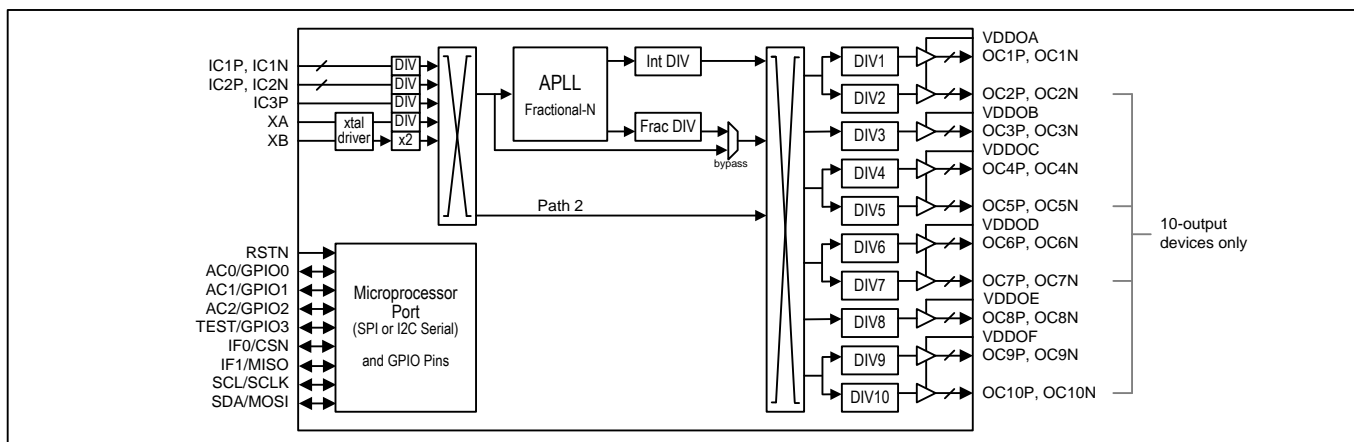 IC1P, IC1N
IC2P, IC2N
IC3P
XA
XB
xtal
driver
DIV
DIV
DIV
DIV
x2
APLL
Fractional-N
Int DIV
Frac DIV
bypass
Path 2
RSTN
AC0/GPIO0
AC1/GPIO1
AC2/GPIO2
TEST/GPIO3
IF0/CSN
IF1/MISO
SCL/SCLK
SDA/MOSI
Microprocessor
Port
(SPI or I2C Serial)
and GPIO Pins
DIV1
DIV2
DIV3
DIV4
DIV5
DIV6
DIV7
DIV8
DIV9
DIV10
VDDOA
OC1P, OC1N
OC2P, OC2N
VDDOB
OC3P, OC3N
VDDOC
OC4P, OC4N
OC5P, OC5N
VDDOD
OC6P, OC6N
OC7P, OC7N
VDDOE
OC8P, OC8N
VDDOF
OC9P, OC9N
OC10P, OC10N
10-output
devices only